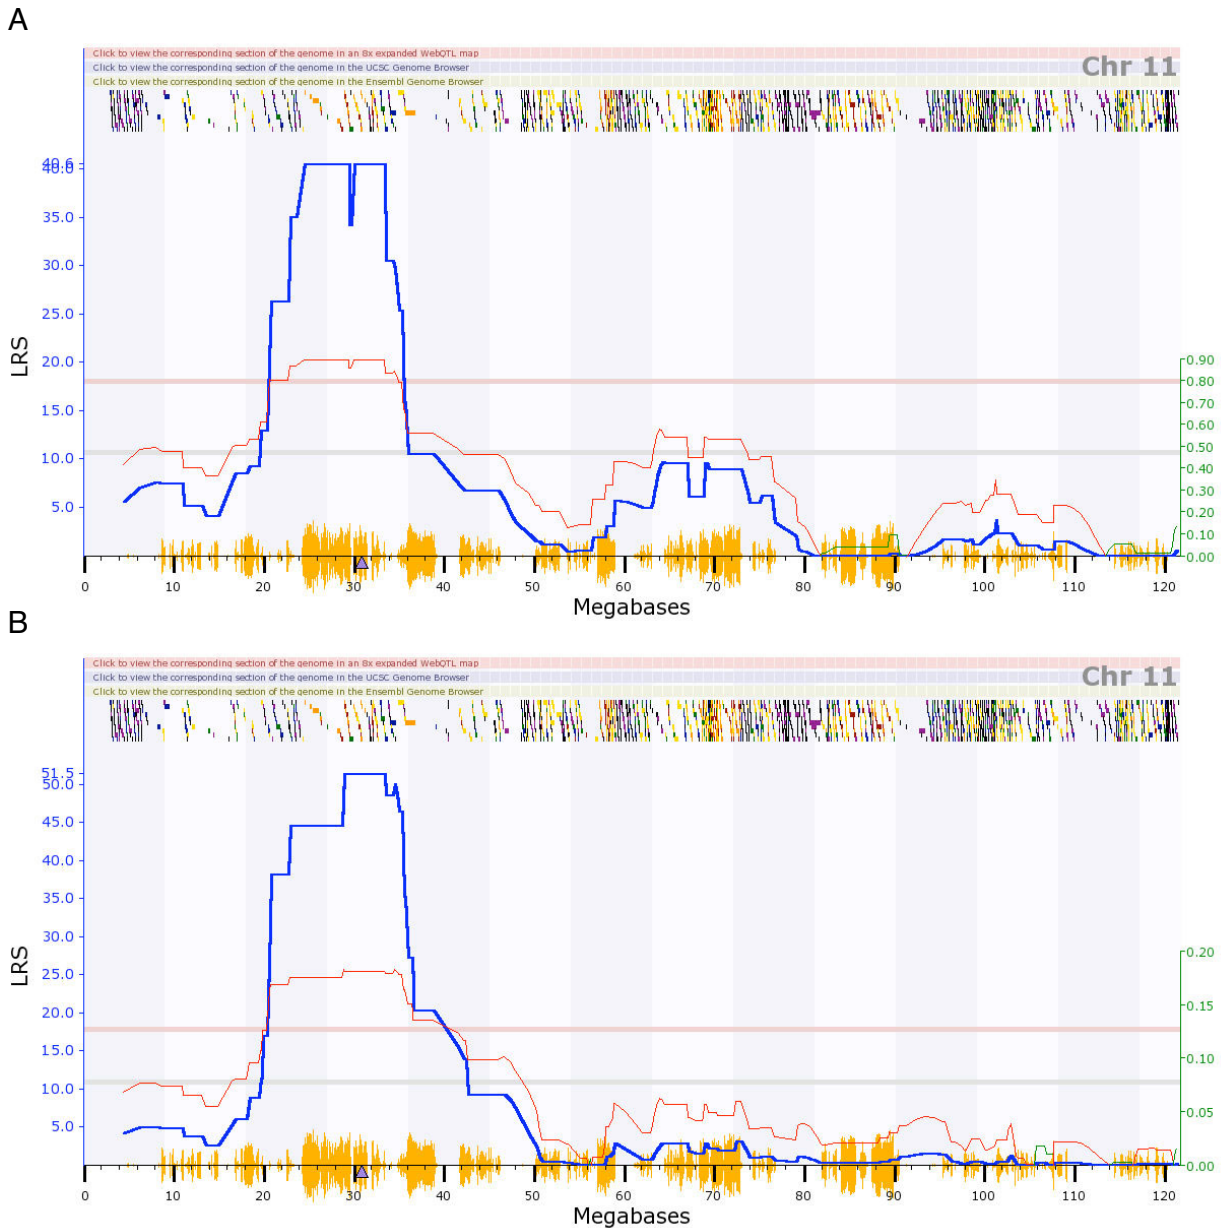 A
Click to view the corresponding section of the genome in an 8x expanded WebQTL map
Click to view the corresponding section of the genome in the UCSC Genome Browser
Click to view the corresponding section of the genome in the Ensembl Genome Browser
Chr 11
40.6
40.0
35.0
30.0
25.0
20.0
15.0
10.0
5.0
LRS
0.90
0.80
0.70
0.60
0.50
0.40
0.30
0.20
0.10
0.00
0 10 20 30 40 50 60 70 80 90 100 110 120
Megabases
B
Click to view the corresponding section of the genome in an 8x expanded WebQTL map
Click to view the corresponding section of the genome in the UCSC Genome Browser
Click to view the corresponding section of the genome in the Ensembl Genome Browser
Chr 11
51.5
50.0
45.0
40.0
35.0
30.0
25.0
20.0
15.0
10.0
5.0
LRS
0.20
0.15
0.10
0.05
0.00
0 10 20 30 40 50 60 70 80 90 100 110 120
Megabases